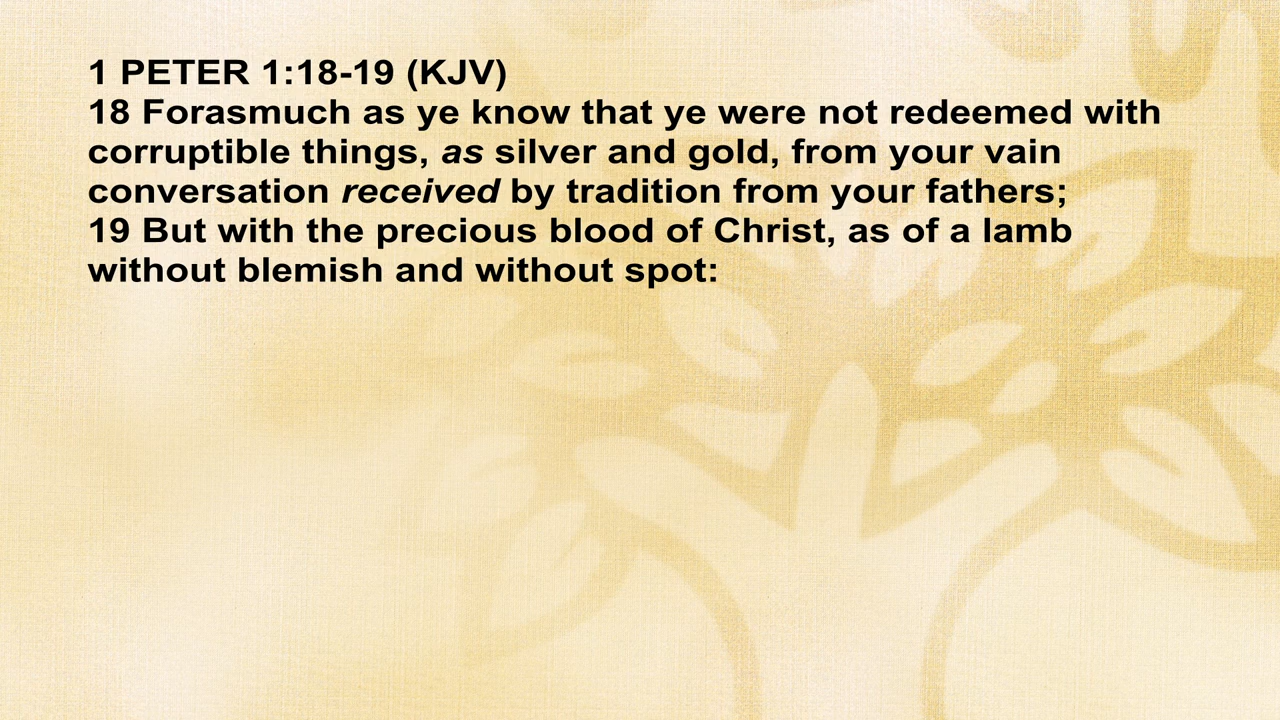 1 PETER 1:18-19 (KJV)
18 Forasmuch as ye know that ye were not redeemed with
corruptible things, as silver and gold, from your vain
conversation received by tradition from your fathers;
19 But with the precious blood of Christ, as of a lamb
without blemish and without spot: